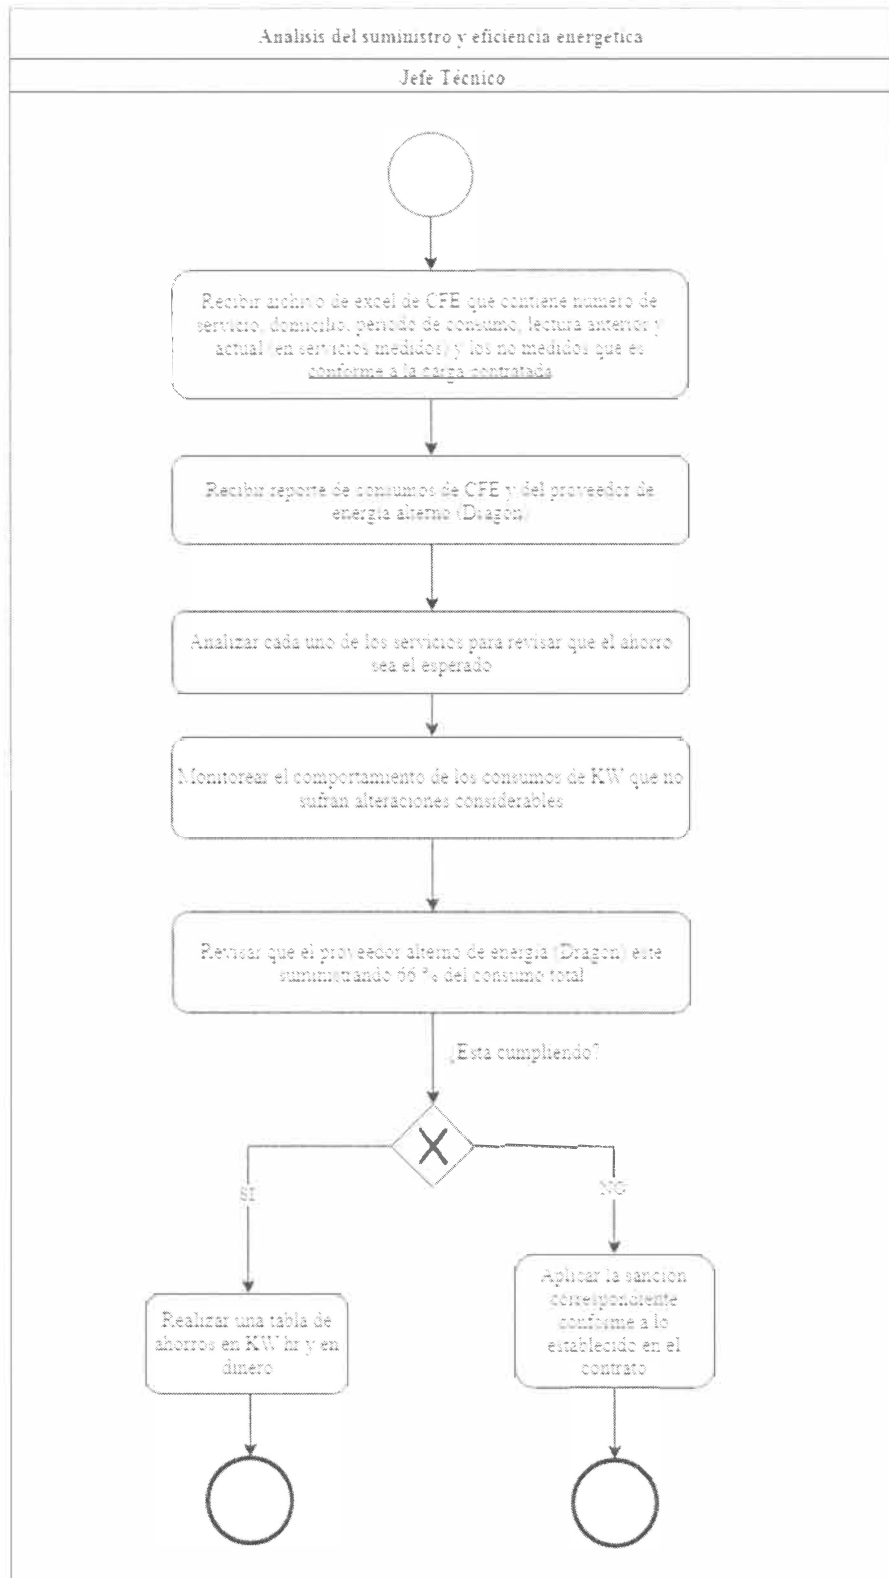 Analisis del suministro y eficiencia energetica
Jefe Técnico
Recibir archivo de excel de CFE que contiene numero de
servicio, domicilio, periodo de consumo, lectura anterior y
actual (en servicios medidos) y los no medidos que es
conforme a la carga contratada
Recibir reporte de consumos de CFE y del proveedor de
energia alterno (Dragón)
Analizar cada uno de los servicios para revisar que el ahorro
sea el esperado
Monitorear el comportamiento de los consumos de KW que no
sufran alteraciones considerables
Revisar que el proveedor alterno de energia (Dragon) este
suministrando 66 % del consumo total
¿Esta cumpliendo?
SI
NO
Realizar una tabla de
ahorros en KW hr y en
dinero
Aplicar la sanción
correspondiente
conforme a lo
establecido en el
contrato